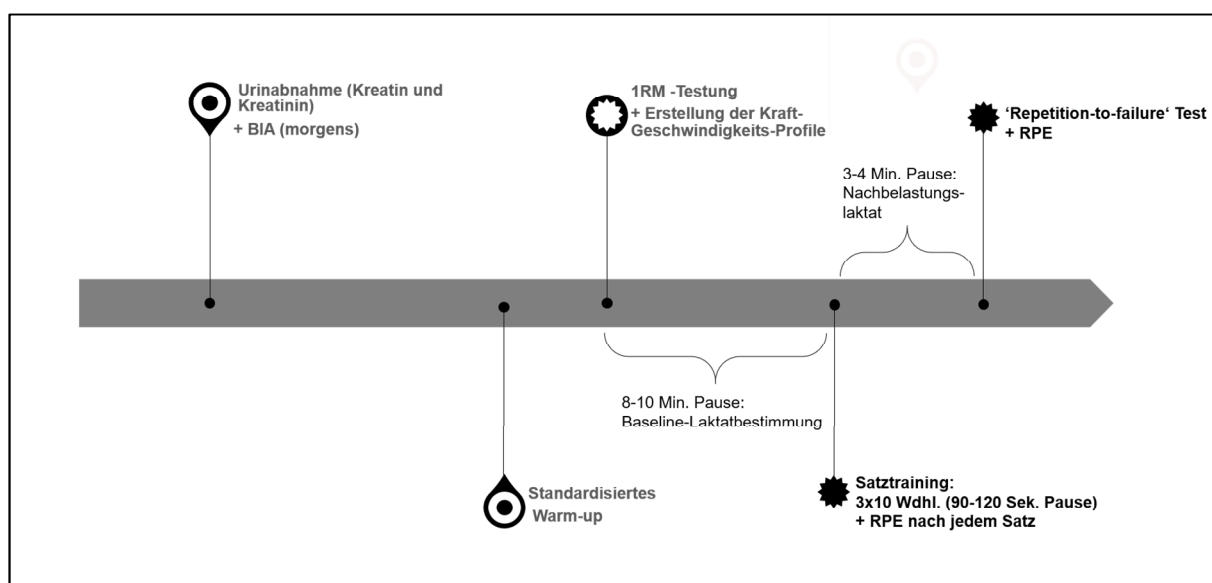 Urinabnahme (Kreatin und
Kreatinin)
+ BIA (morgens)
1RM -Testung
+ Erstellung der Kraft-
Geschwindigkeits-Profile
‘Repetition-to-failure‘ Test
+ RPE
3-4 Min. Pause:
Nachbelastungs-
laktat
8-10 Min. Pause:
Baseline-Laktatbestimmung
Standardisiertes
Warm-up
Satztraining:
3x10 Wdhl. (90-120 Sek. Pause)
+ RPE nach jedem Satz